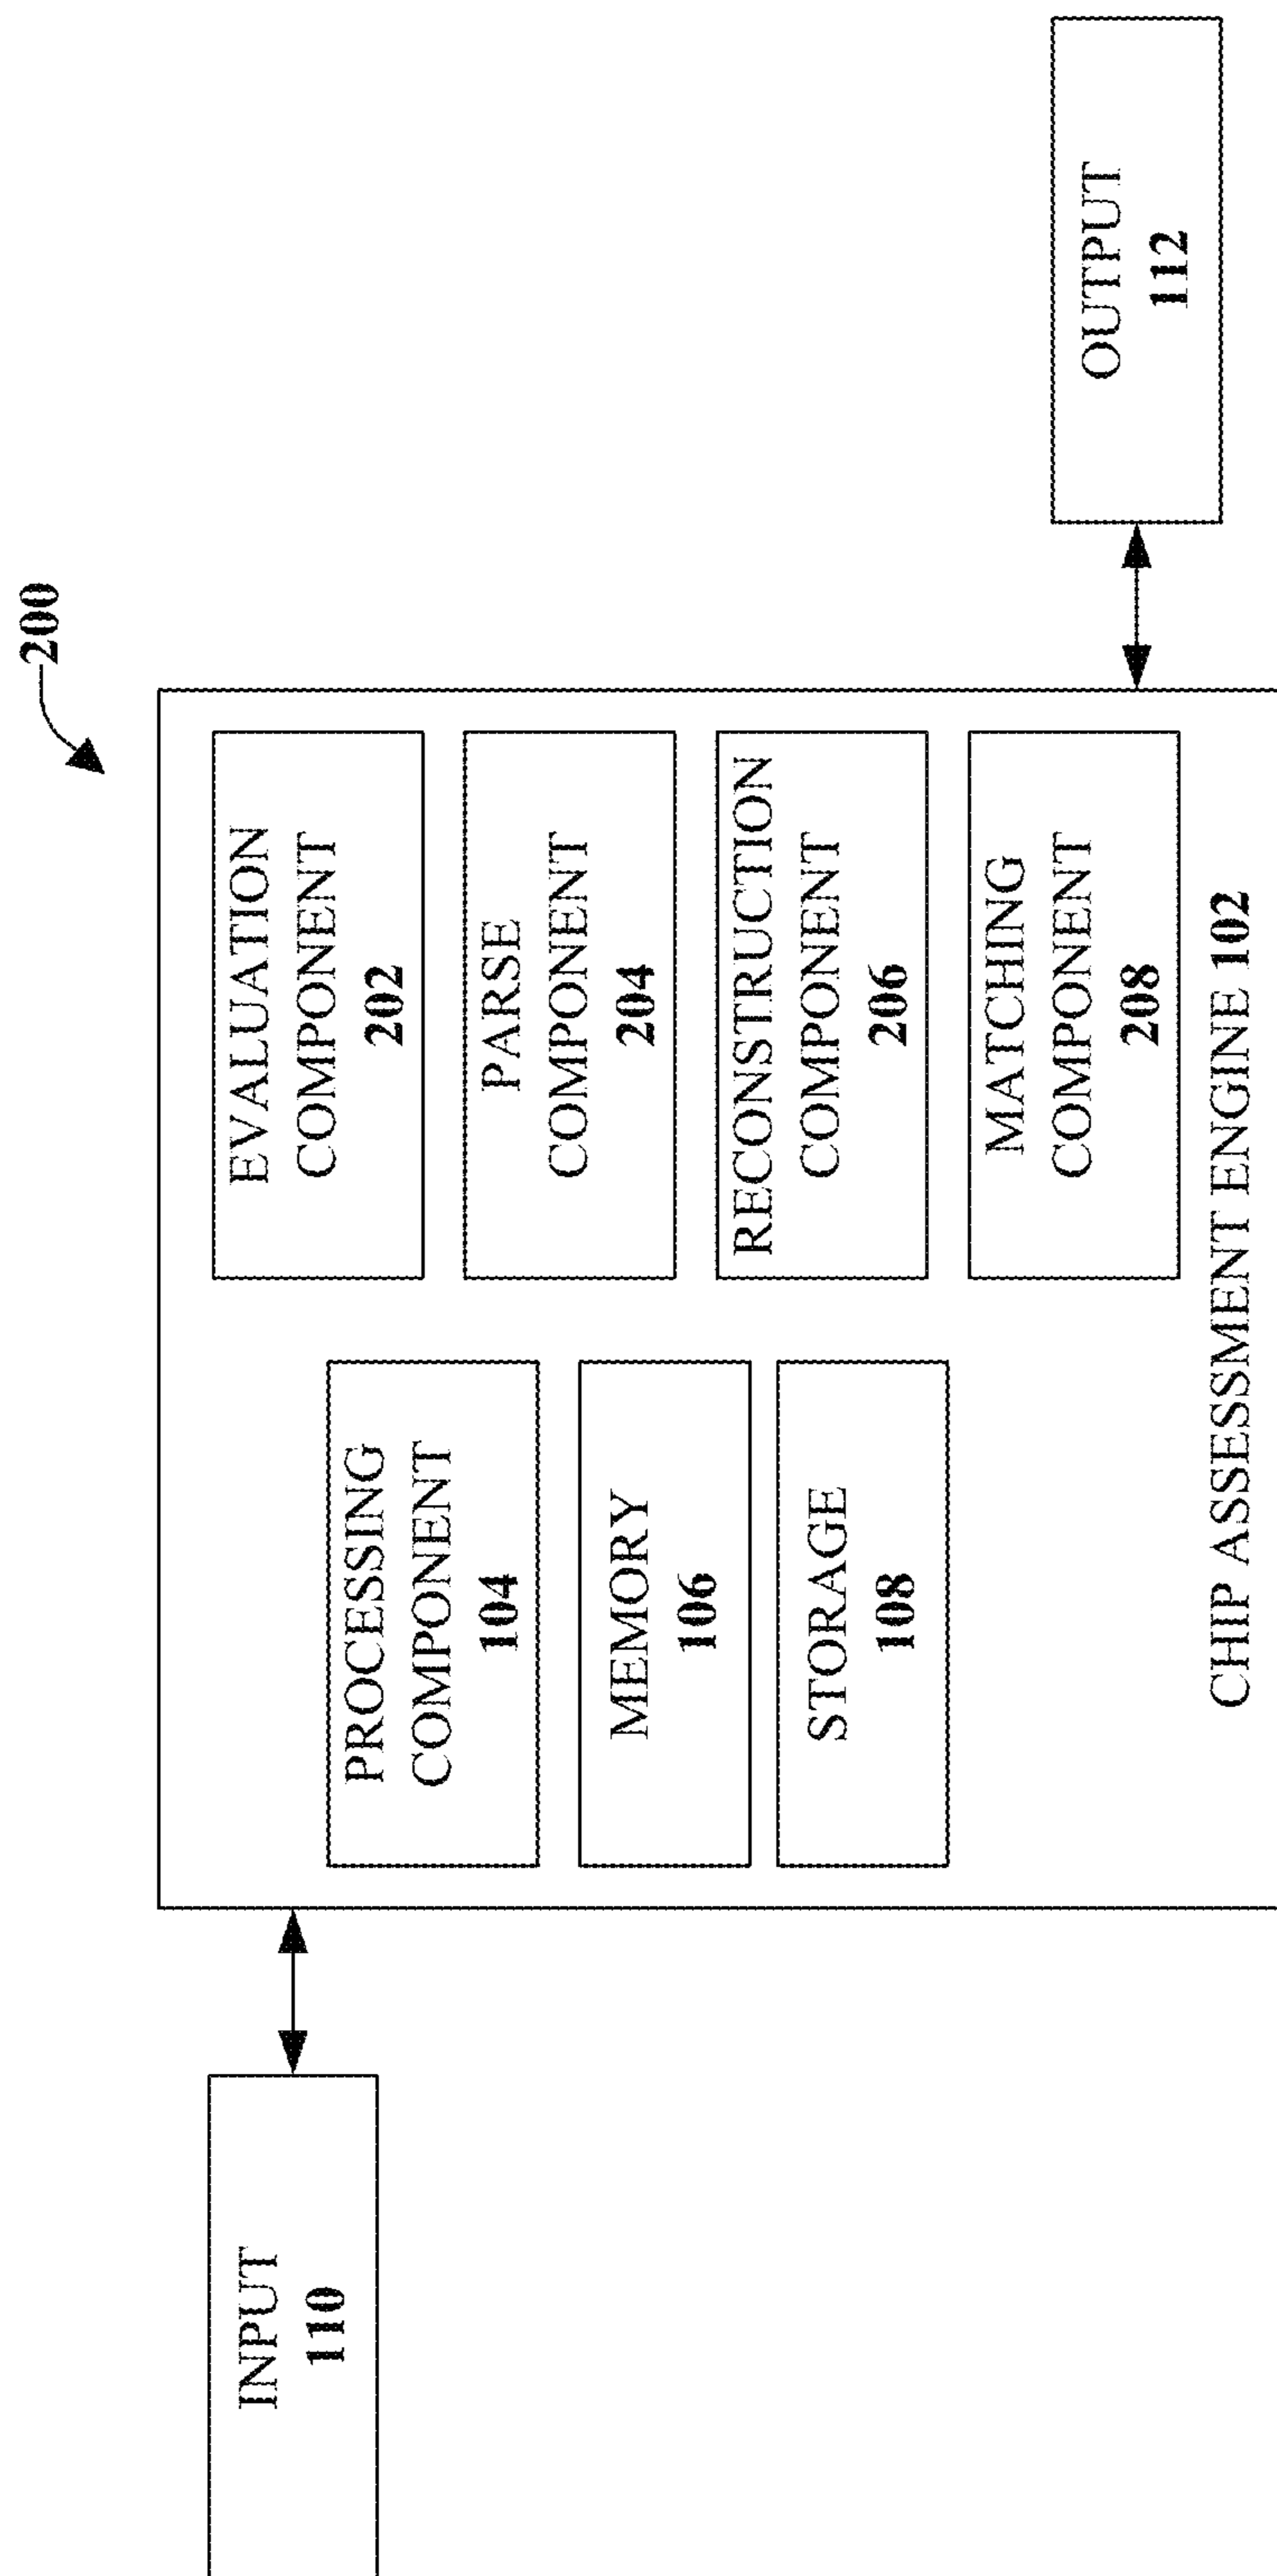 200
INPUT
110
PROCESSING
COMPONENT
104
MEMORY
106
STORAGE
108
EVALUATION
COMPONENT
202
PARSE
COMPONENT
204
RECONSTRUCTION
COMPONENT
206
MATCHING
COMPONENT
208
CHIP ASSESSMENT ENGINE 102
OUTPUT
112